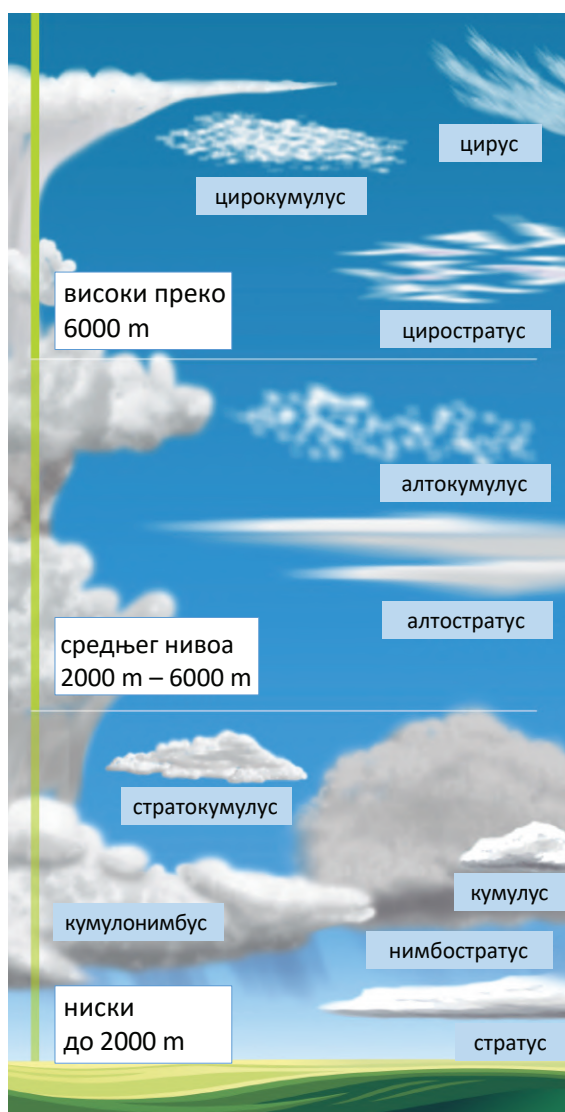 цирус
цирокумулус
високи преко
6000 m
циростратус
алтокумулус
алтостратус
средњег нивоа
2000 m – 6000 m
стратокумулус
кумулус
кумулонимбус
нимбостратус
ниски
до 2000 m
стратус